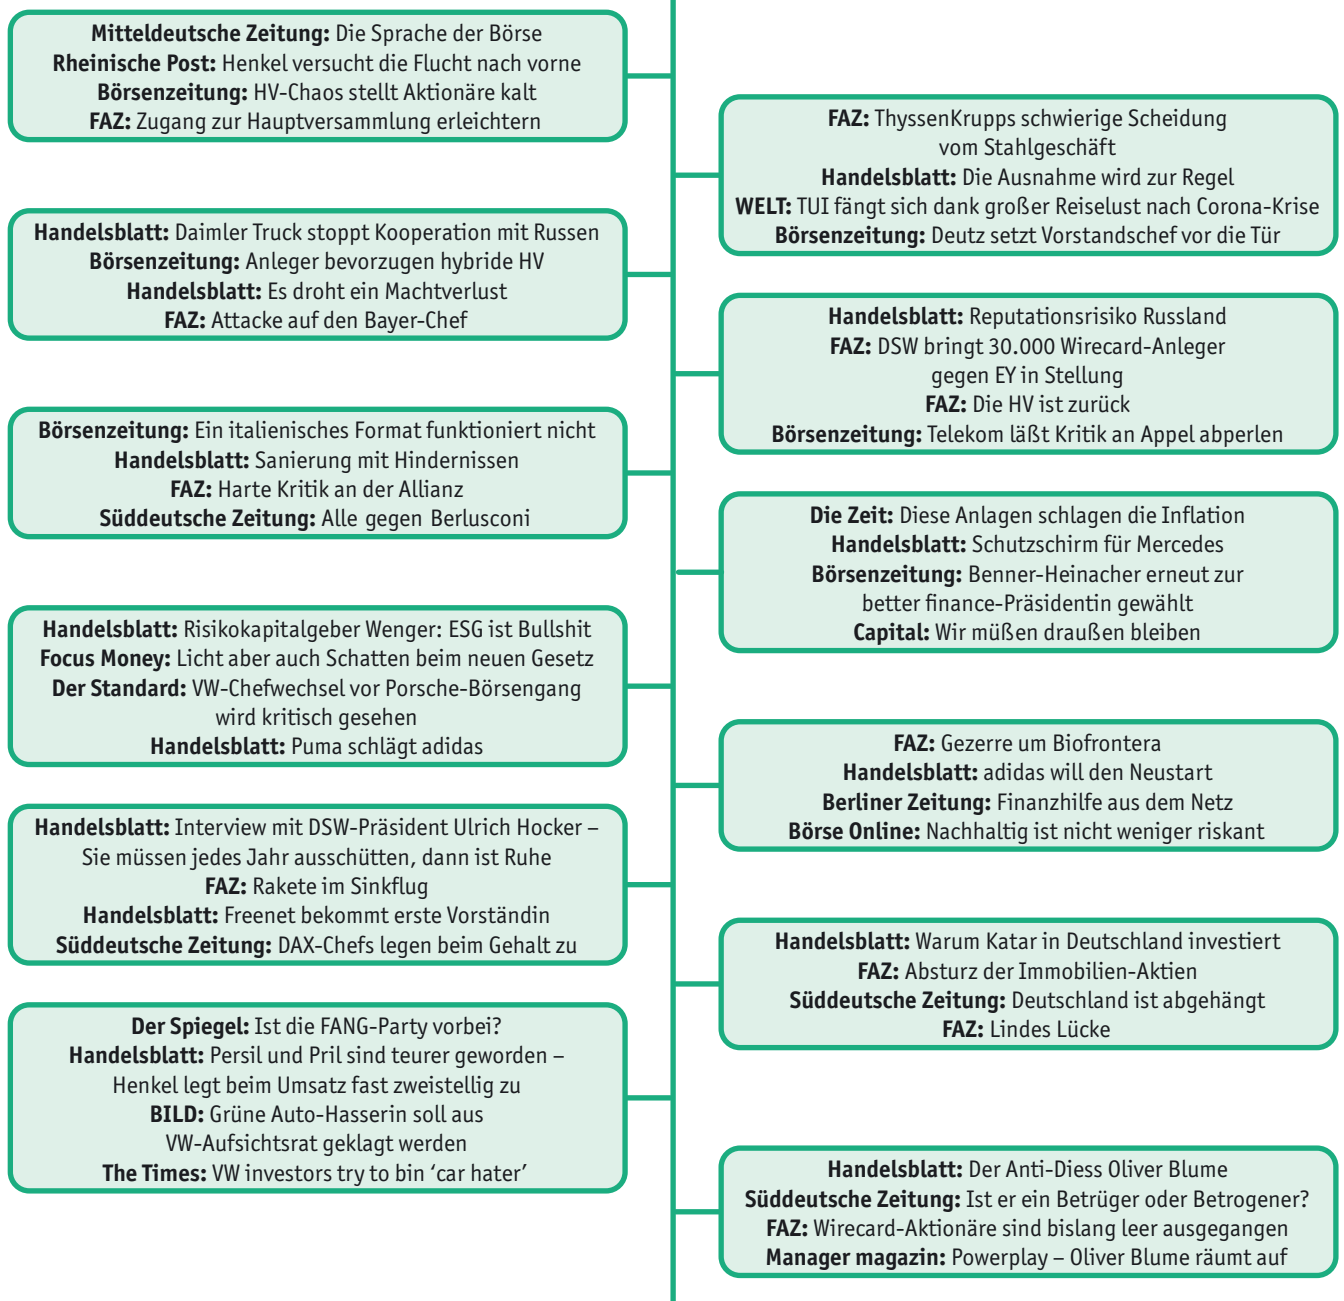 Mitteldeutsche Zeitung: Die Sprache der Börse
Rheinische Post: Henkel versucht die Flucht nach vorne
Börsenzeitung: HV-Chaos stellt Aktionäre kalt
FAZ: Zugang zur Hauptversammlung erleichtern
FAZ: ThyssenKrupps schwierige Scheidung
vom Stahlgeschäft
Handelsblatt: Die Ausnahme wird zur Regel
WELT: TUI fängt sich dank großer Reiselust nach Corona-Krise
Börsenzeitung: Deutz setzt Vorstandschef vor die Tür
Handelsblatt: Daimler Truck stoppt Kooperation mit Russen
Börsenzeitung: Anleger bevorzugen hybride HV
Handelsblatt: Es droht ein Machtverlust
FAZ: Attacke auf den Bayer-Chef
Handelsblatt: Reputationsrisiko Russland
FAZ: DSW bringt 30.000 Wirecard-Anleger
gegen EY in Stellung
FAZ: Die HV ist zurück
Börsenzeitung: Telekom läßt Kritik an Appel abperlen
Börsenzeitung: Ein italienisches Format funktioniert nicht
Handelsblatt: Sanierung mit Hindernissen
FAZ: Harte Kritik an der Allianz
Süddeutsche Zeitung: Alle gegen Berlusconi
Die Zeit: Diese Anlagen schlagen die Inflation
Handelsblatt: Schutzschirm für Mercedes
Börsenzeitung: Benner-Heinacher erneut zur
better finance-Präsidentin gewählt
Capital: Wir müßen draußen bleiben
Handelsblatt: Risikokapitalgeber Wenger: ESG ist Bullshit
Focus Money: Licht aber auch Schatten beim neuen Gesetz
Der Standard: VW-Chefwechsel vor Porsche-Börsengang
wird kritisch gesehen
Handelsblatt: Puma schlägt adidas
FAZ: Gezerre um Biofrontera
Handelsblatt: adidas will den Neustart
Berliner Zeitung: Finanzhilfe aus dem Netz
Börse Online: Nachhaltig ist nicht weniger riskant
Handelsblatt: Interview mit DSW-Präsident Ulrich Hocker –
Sie müssen jedes Jahr ausschütten, dann ist Ruhe
FAZ: Rakete im Sinkflug
Handelsblatt: Freenet bekommt erste Vorständin
Süddeutsche Zeitung: DAX-Chefs legen beim Gehalt zu
Handelsblatt: Warum Katar in Deutschland investiert
FAZ: Absturz der Immobilien-Aktien
Süddeutsche Zeitung: Deutschland ist abgehängt
FAZ: Lindes Lücke
Der Spiegel: Ist die FANG-Party vorbei?
Handelsblatt: Persil und Pril sind teurer geworden –
Henkel legt beim Umsatz fast zweistellig zu
BILD: Grüne Auto-Hasserin soll aus
VW-Aufsichtsrat geklagt werden
The Times: VW investors try to bin ‘car hater’
Handelsblatt: Der Anti-Diess Oliver Blume
Süddeutsche Zeitung: Ist er ein Betrüger oder Betrogener?
FAZ: Wirecard-Aktionäre sind bislang leer ausgegangen
Manager magazin: Powerplay – Oliver Blume räumt auf